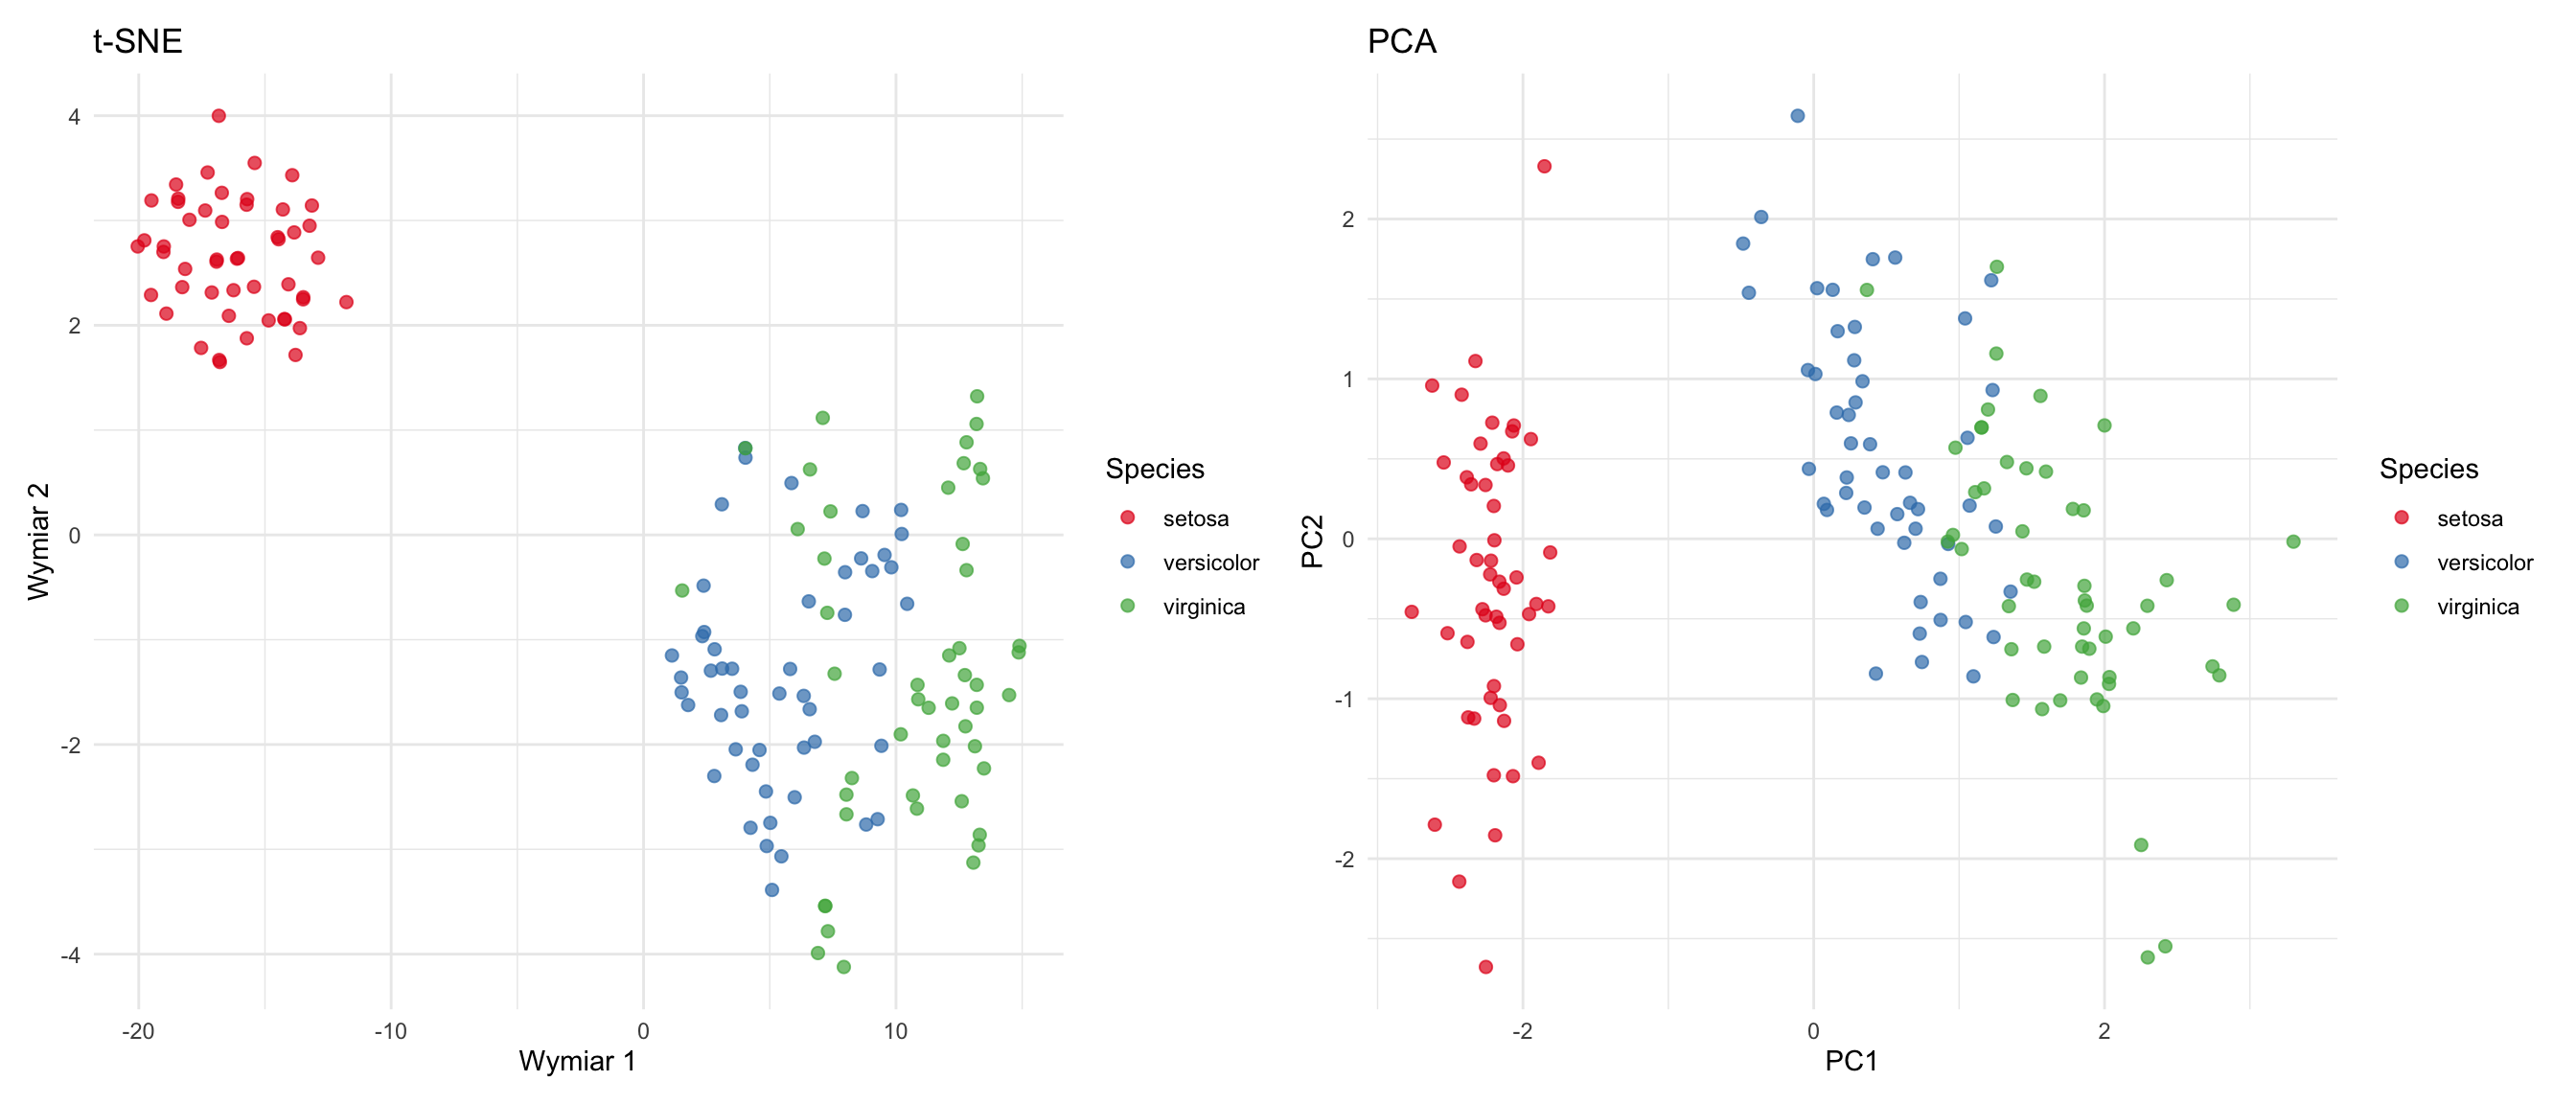 t-SNE
4
2
0
-2
-4
Wymiar 2
-20
-10
0
10
Wymiar 1
Species
setosa
versicolor
virginica
PCA
2
1
0
-1
-2
PC2
-2
0
2
PC1
Species
setosa
versicolor
virginica